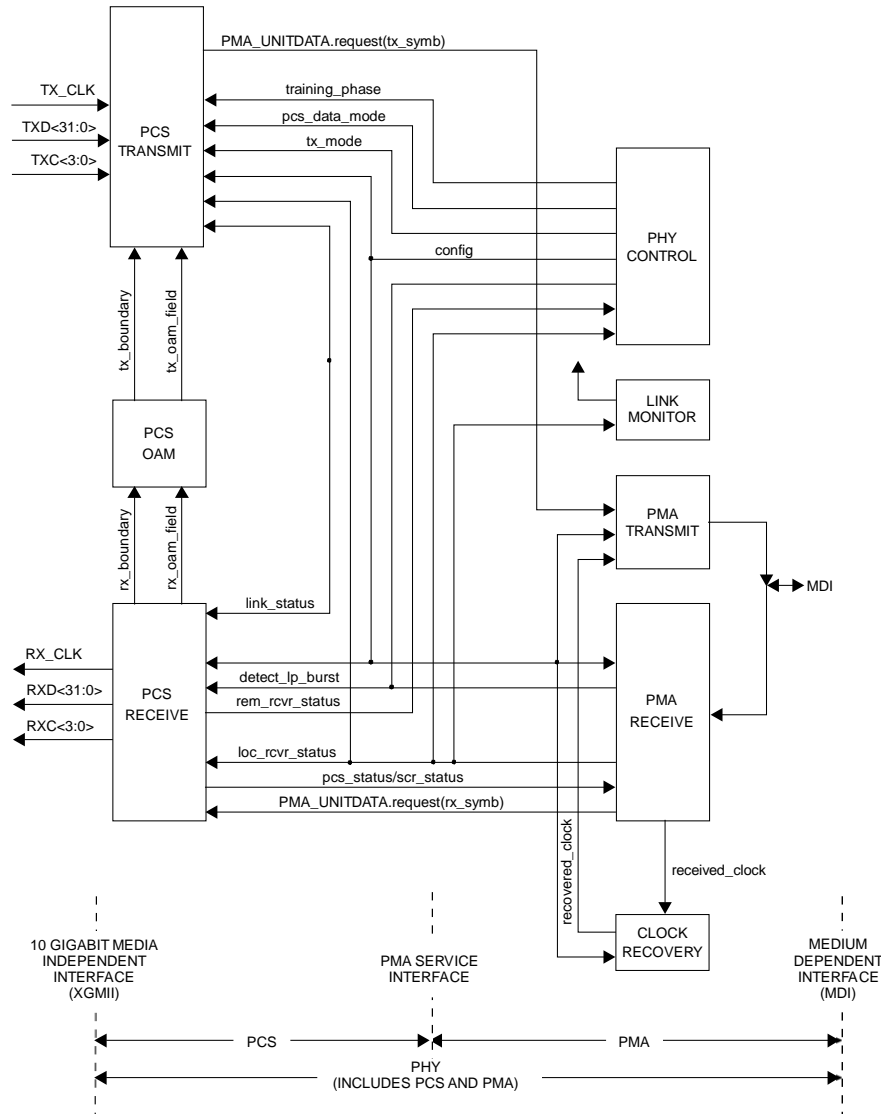 PMA_UNITDATA.request(tx_symb)
TX_CLK
training_phase
TXD<31:0>
PCS
TRANSMIT
pcs_data_mode
tx_mode
TXC<3:0>
PHY
CONTROL
config
tx_boundary
tx_oam_field
LINK
MONITOR
PCS
OAM
PMA
TRANSMIT
rx_boundary
rx_oam_field
MDI
link_status
RX_CLK
detect_lp_burst
RXD<31:0>
PCS
RECEIVE
rem_rcvr_status
PMA
RECEIVE
RXC<3:0>
loc_rcvr_status
pcs_status/scr_status
PMA_UNITDATA.request(rx_symb)
recovered_clock
received_clock
CLOCK
RECOVERY
10 GIGABIT MEDIA
INDEPENDENT
INTERFACE
(XGMII)
PMA SERVICE
INTERFACE
MEDIUM
DEPENDENT
INTERFACE
(MDI)
PCS
PMA
PHY
(INCLUDES PCS AND PMA)